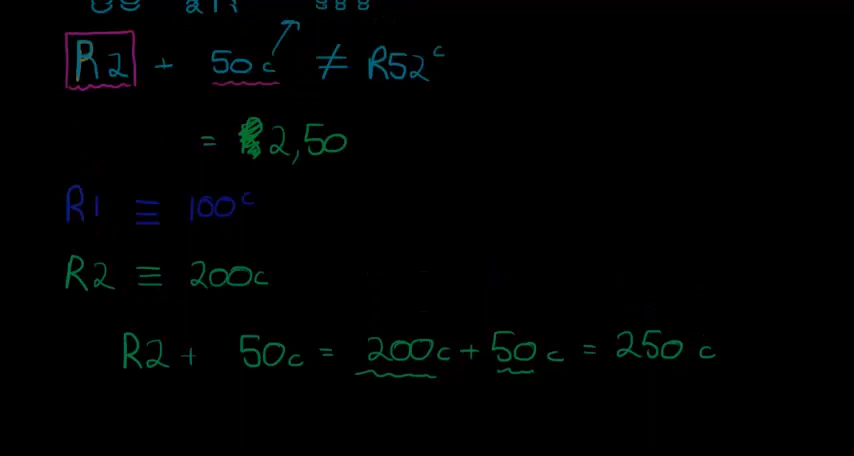 R2 + 50c ≠ R52c
= R2,50
R1 ≡ 100c
R2 ≡ 200c
R2 + 50c = 200c + 50c = 250c